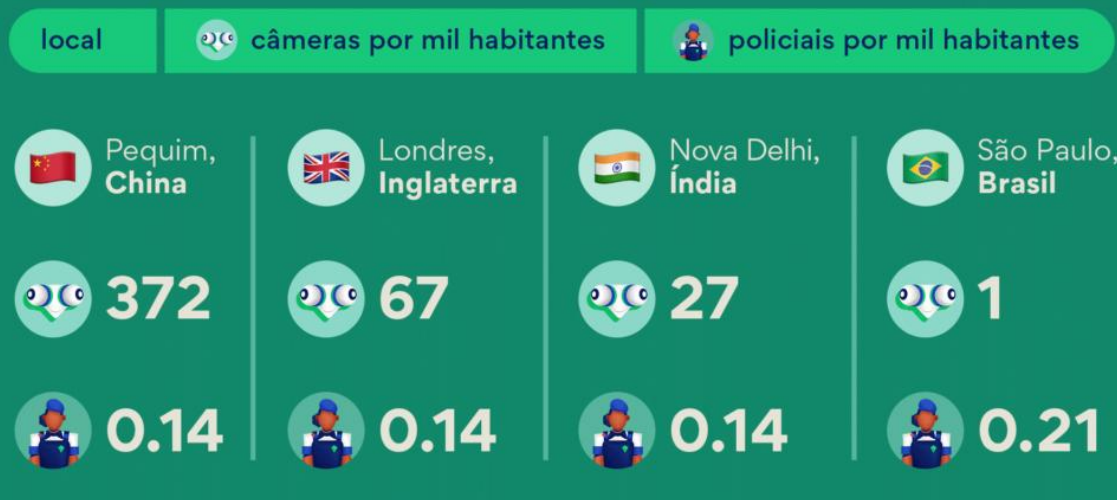 local
câmeras por mil habitantes
policiais por mil habitantes
Pequim,
China
372
0.14
Londres,
Inglaterra
67
0.14
Nova Delhi,
Índia
27
0.14
São Paulo,
Brasil
1
0.21